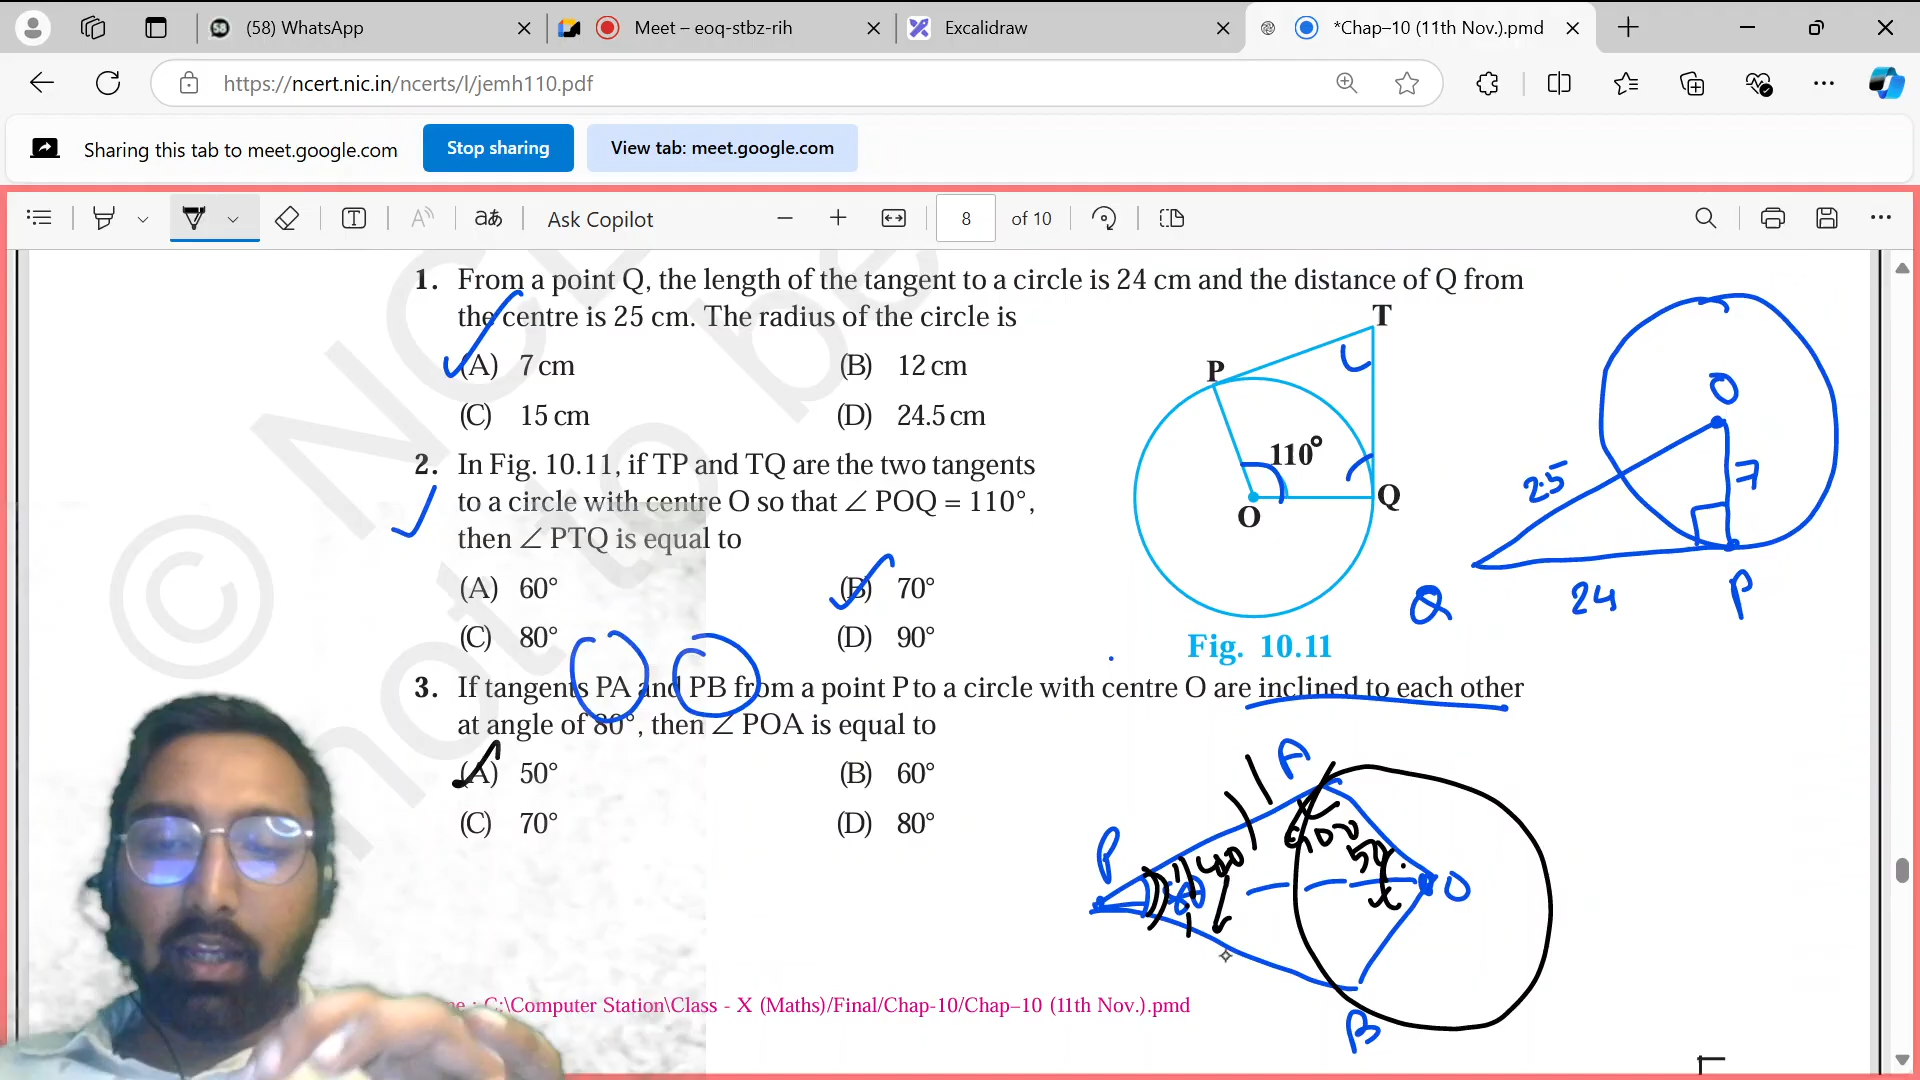 (58) WhatsApp
Meet – eoq-stbz-rih
Excalidraw
*Chap–10 (11th Nov.).pmd
https://ncert.nic.in/ncerts/l/jemh110.pdf
Sharing this tab to meet.google.com
Stop sharing
View tab: meet.google.com
Ask Copilot
8 of 10
1. From a point Q, the length of the tangent to a circle is 24 cm and the distance of Q from
the centre is 25 cm. The radius of the circle is
(A) 7 cm (B) 12 cm
(C) 15 cm (D) 24.5 cm
2. In Fig. 10.11, if TP and TQ are the two tangents
to a circle with centre O so that ∠ POQ = 110°,
then ∠ PTQ is equal to
(A) 60° (B) 70°
(C) 80° (D) 90°
T
P
110°
O
Q
Fig. 10.11
O
25
7
Q
24
P
3. If tangents PA and PB from a point P to a circle with centre O are inclined to each other
at angle of 80°, then ∠ POA is equal to
(A) 50° (B) 60°
(C) 70° (D) 80°
A
P
40
80
50
x
O
B
: C:\Computer Station\Class - X (Maths)/Final/Chap-10/Chap–10 (11th Nov.).pmd
© NC
not to be